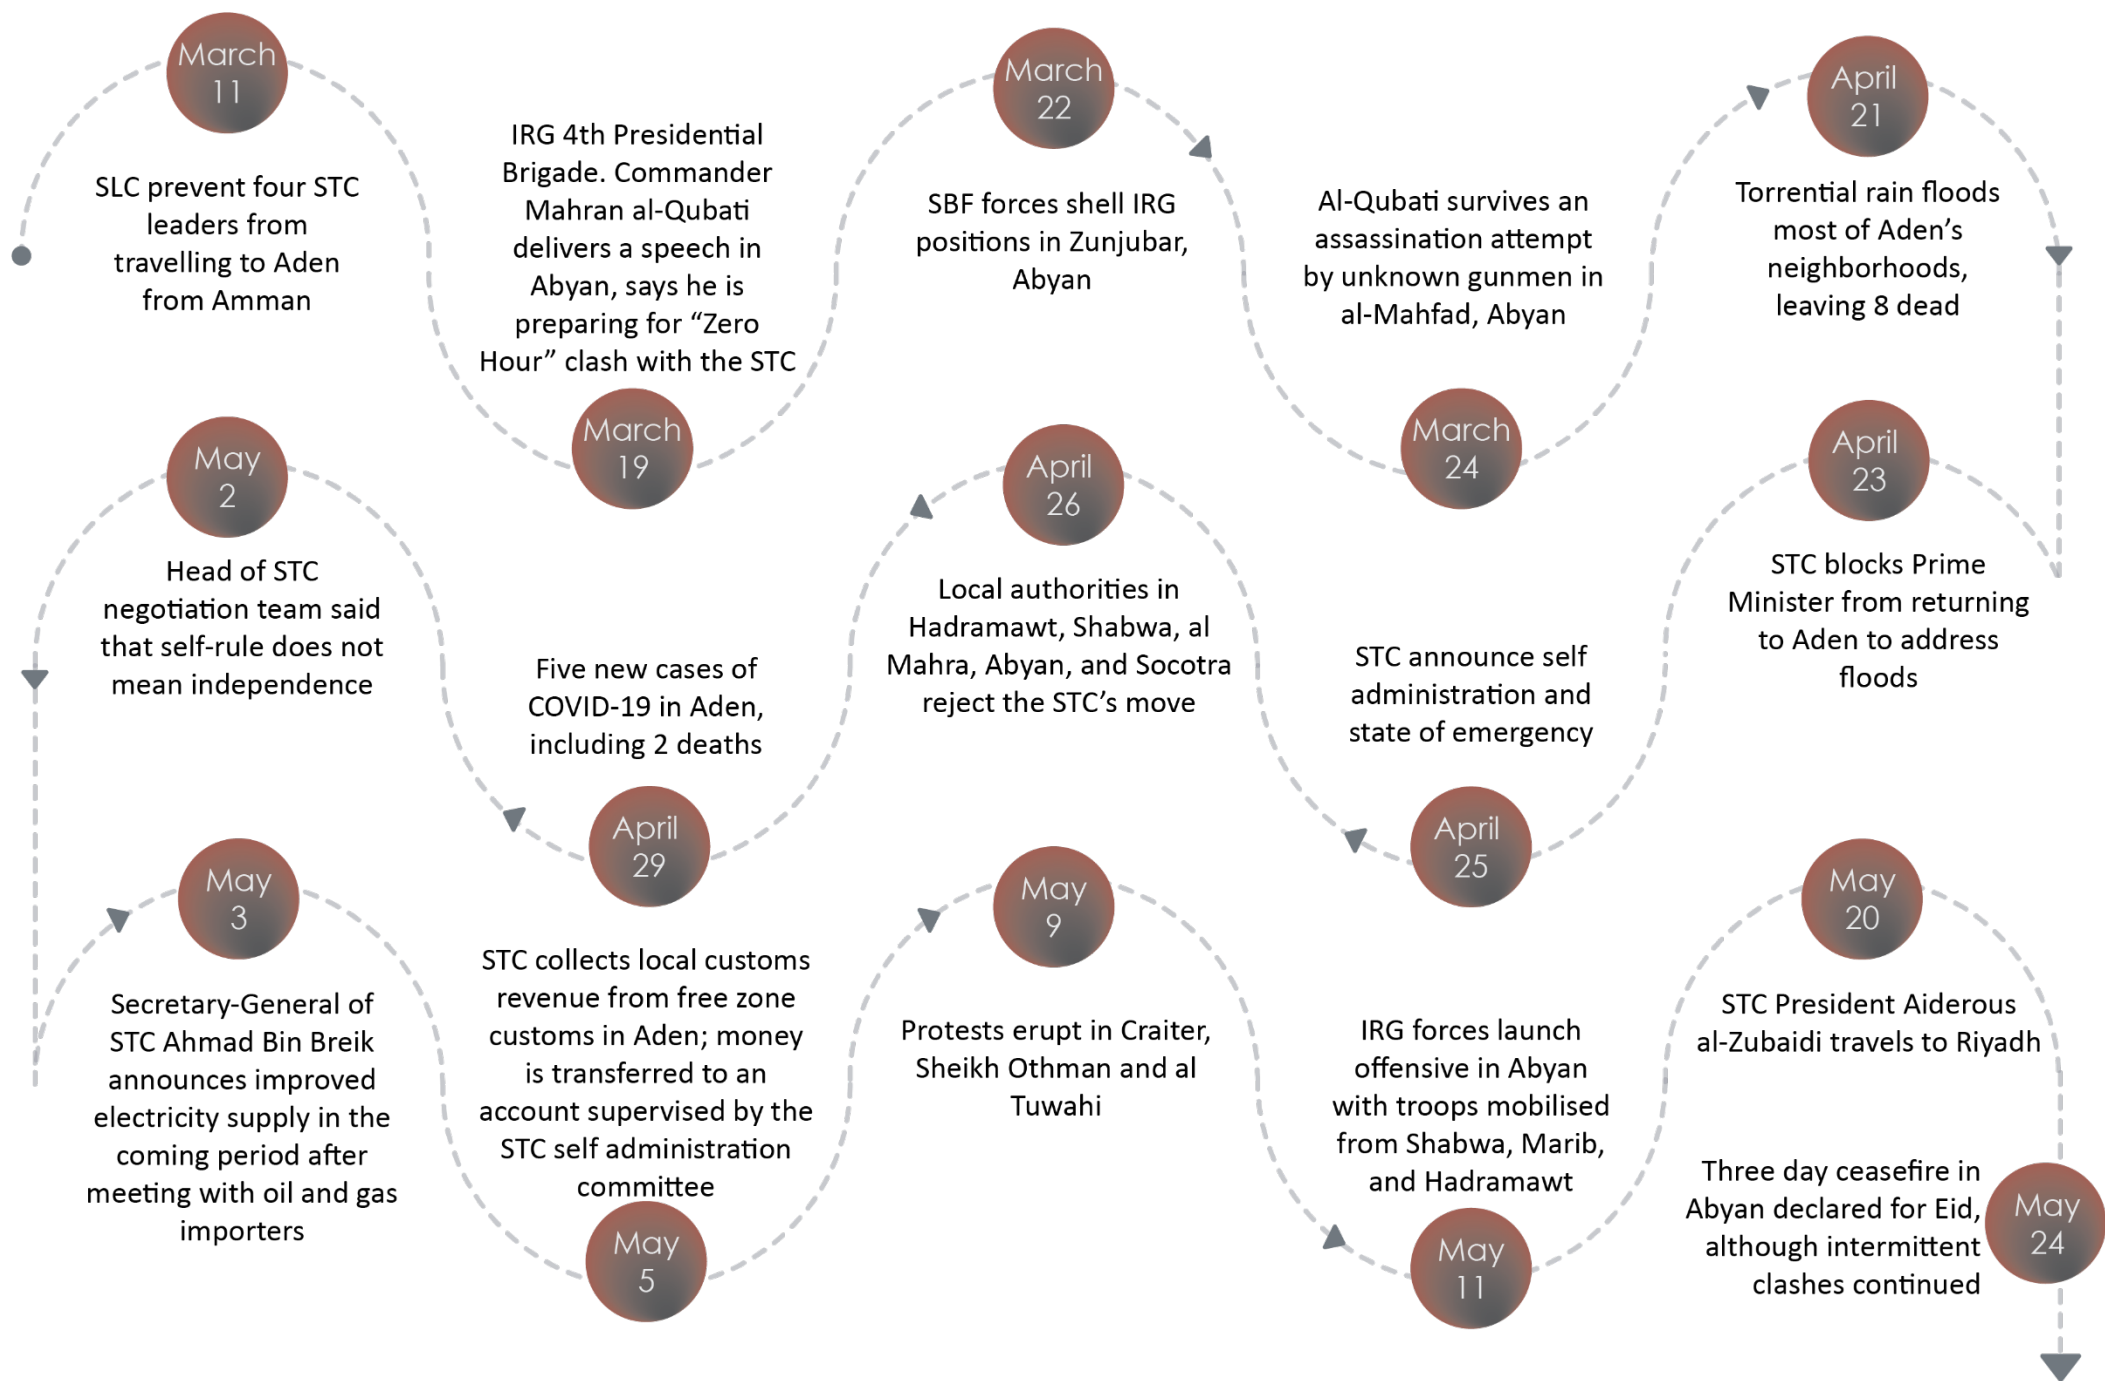 March
11
SLC prevent four STC
leaders from
travelling to Aden
from Amman
IRG 4th Presidential
Brigade. Commander
Mahran al-Qubati
delivers a speech in
Abyan, says he is
preparing for “Zero
Hour” clash with the STC
March
19
March
22
SBF forces shell IRG
positions in Zunjubar,
Abyan
Al-Qubati survives an
assassination attempt
by unknown gunmen in
al-Mahfad, Abyan
March
24
April
21
Torrential rain floods
most of Aden’s
neighborhoods,
leaving 8 dead
April
23
STC blocks Prime
Minister from returning
to Aden to address
floods
STC announce self
administration and
state of emergency
April
25
April
26
Local authorities in
Hadramawt, Shabwa, al
Mahra, Abyan, and Socotra
reject the STC’s move
Five new cases of
COVID-19 in Aden,
including 2 deaths
April
29
May
2
Head of STC
negotiation team said
that self-rule does not
mean independence
May
3
Secretary-General of
STC Ahmad Bin Breik
announces improved
electricity supply in the
coming period after
meeting with oil and gas
importers
STC collects local customs
revenue from free zone
customs in Aden; money
is transferred to an
account supervised by the
STC self administration
committee
May
5
May
9
Protests erupt in Craiter,
Sheikh Othman and al
Tuwahi
IRG forces launch
offensive in Abyan
with troops mobilised
from Shabwa, Marib,
and Hadramawt
May
11
May
20
STC President Aiderous
al-Zubaidi travels to Riyadh
Three day ceasefire in
Abyan declared for Eid,
although intermittent
clashes continued
May
24